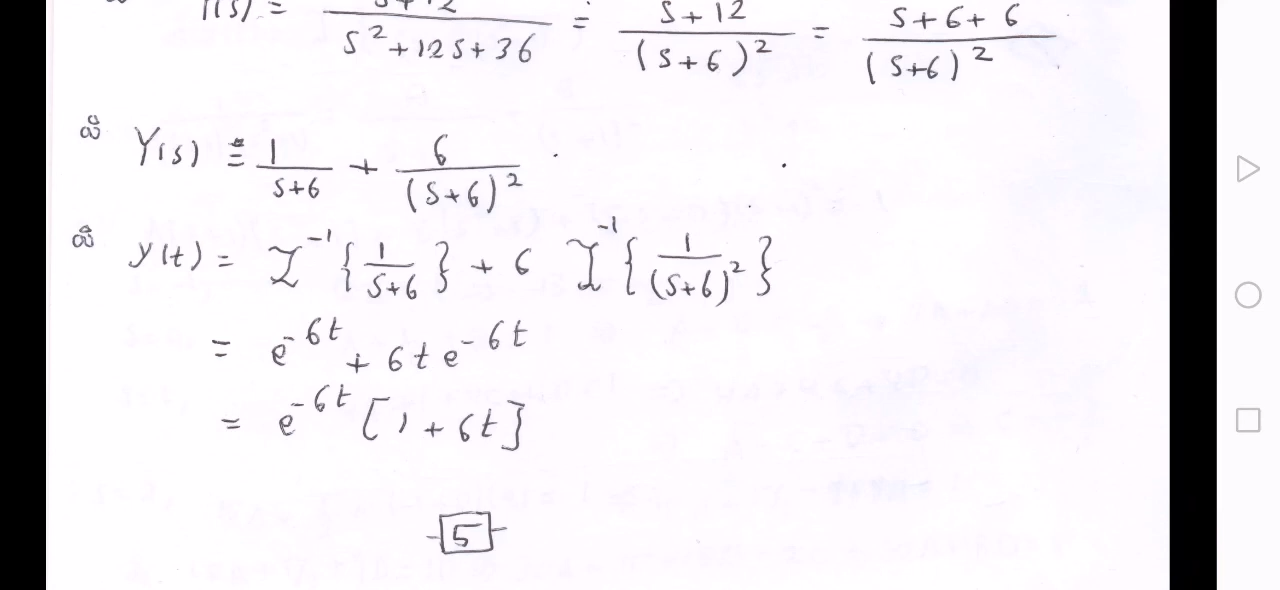 Y(s) = s+12 / s²+12s+36 = s+12 / (s+6)² = s+6+6 / (s+6)²
Y(s) = 1 / s+6 + 6 / (s+6)²
y(t) = ℒ⁻¹ { 1 / s+6 } + 6 ℒ⁻¹ { 1 / (s+6)² }
= e⁻⁶ᵗ + 6te⁻⁶ᵗ
= e⁻⁶ᵗ [1 + 6t]
5